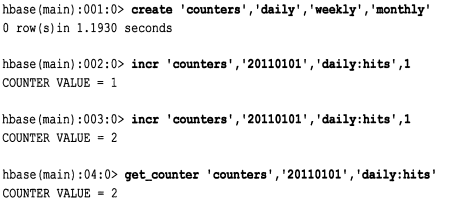 hbase(main):001:0> create 'counters','daily','weekly','monthly'
0 row(s)in 1.1930 seconds
hbase(main):002:0> incr 'counters','20110101','daily:hits',1
COUNTER VALUE = 1
hbase(main):003:0> incr 'counters','20110101','daily:hits',1
COUNTER VALUE = 2
hbase(main):04:0> get_counter 'counters','20110101','daily:hits'
COUNTER VALUE = 2